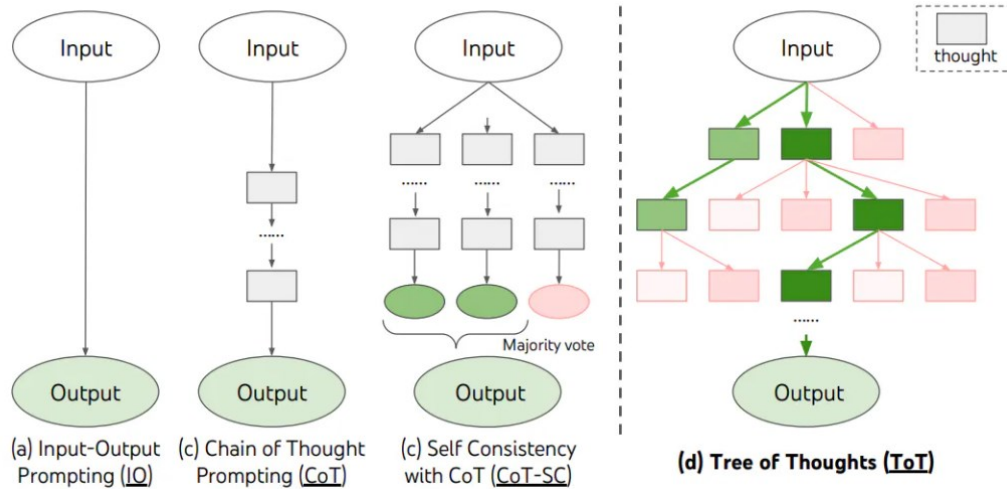 Input
Input
Input
Input
thought
......
......
......
......
......
Majority vote
Output
Output
Output
Output
(a) Input-Output
Prompting (IO)
(c) Chain of Thought
Prompting (CoT)
(c) Self Consistency
with CoT (CoT-SC)
(d) Tree of Thoughts (ToT)